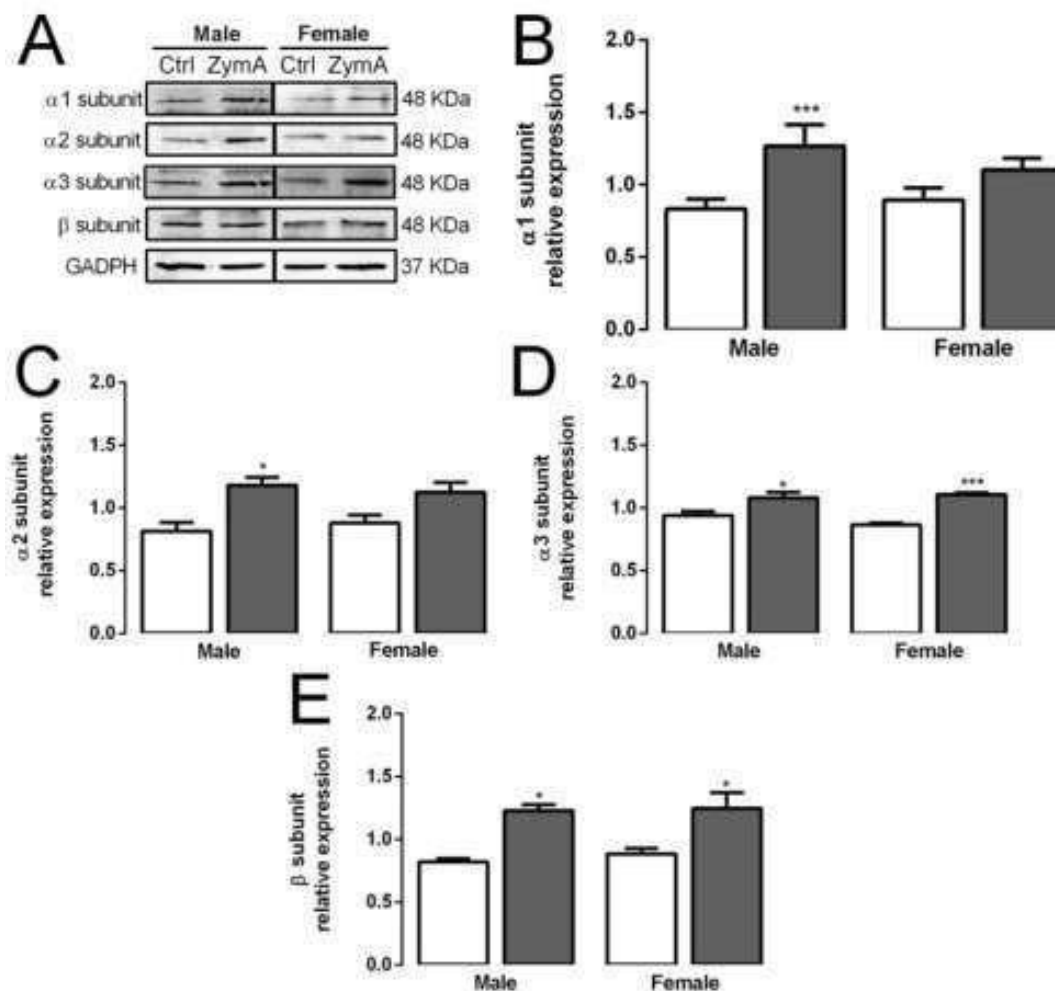 A
Male Female
Ctrl ZymA Ctrl ZymA
α1 subunit 48 KDa
α2 subunit 48 KDa
α3 subunit 48 KDa
β subunit 48 KDa
GADPH 37 KDa
B
α1 subunit
relative expression
2.0
1.5
1.0
0.5
0.0
***
Male Female
C
α2 subunit
relative expression
2.0
1.5
1.0
0.5
0.0
*
Male Female
D
α3 subunit
relative expression
2.0
1.5
1.0
0.5
0.0
* ***
Male Female
E
β subunit
relative expression
2.0
1.5
1.0
0.5
0.0
* *
Male Female